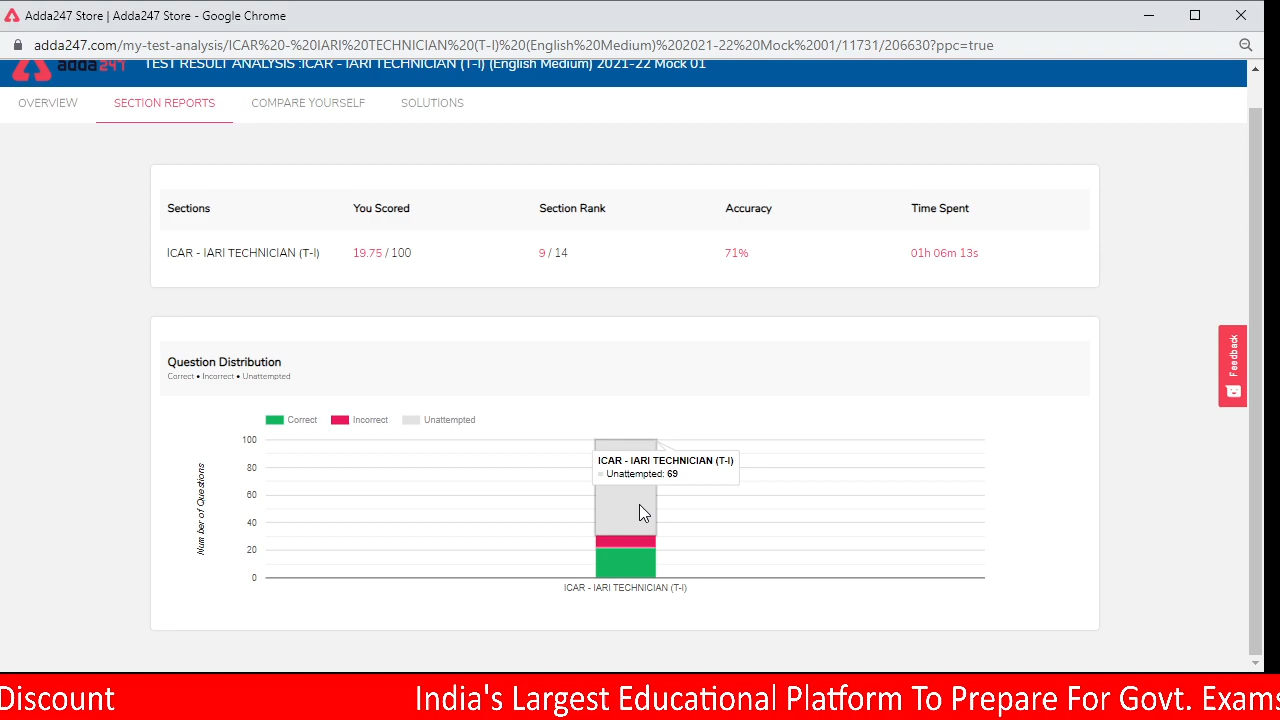 Adda247 Store | Adda247 Store - Google Chrome
adda247.com/my-test-analysis/ICAR%20-%20IARI%20TECHNICIAN%20(T-I)%20(English%20Medium)%202021-22%20Mock%2001/11731/206630?ppc=true
adda247 TEST RESULT ANALYSIS :ICAR - IARI TECHNICIAN (T-I) (English Medium) 2021-22 Mock 01
OVERVIEW SECTION REPORTS COMPARE YOURSELF SOLUTIONS
Sections You Scored Section Rank Accuracy Time Spent
ICAR - IARI TECHNICIAN (T-I) 19.75 / 100 9 / 14 71% 01h 06m 13s
Feedback
Question Distribution
Correct • Incorrect • Unattempted
Correct Incorrect Unattempted
Number of Questions
100
80
60
40
20
0
ICAR - IARI TECHNICIAN (T-I)
Unattempted: 69
ICAR - IARI TECHNICIAN (T-I)
Discount India's Largest Educational Platform To Prepare For Govt. Exams